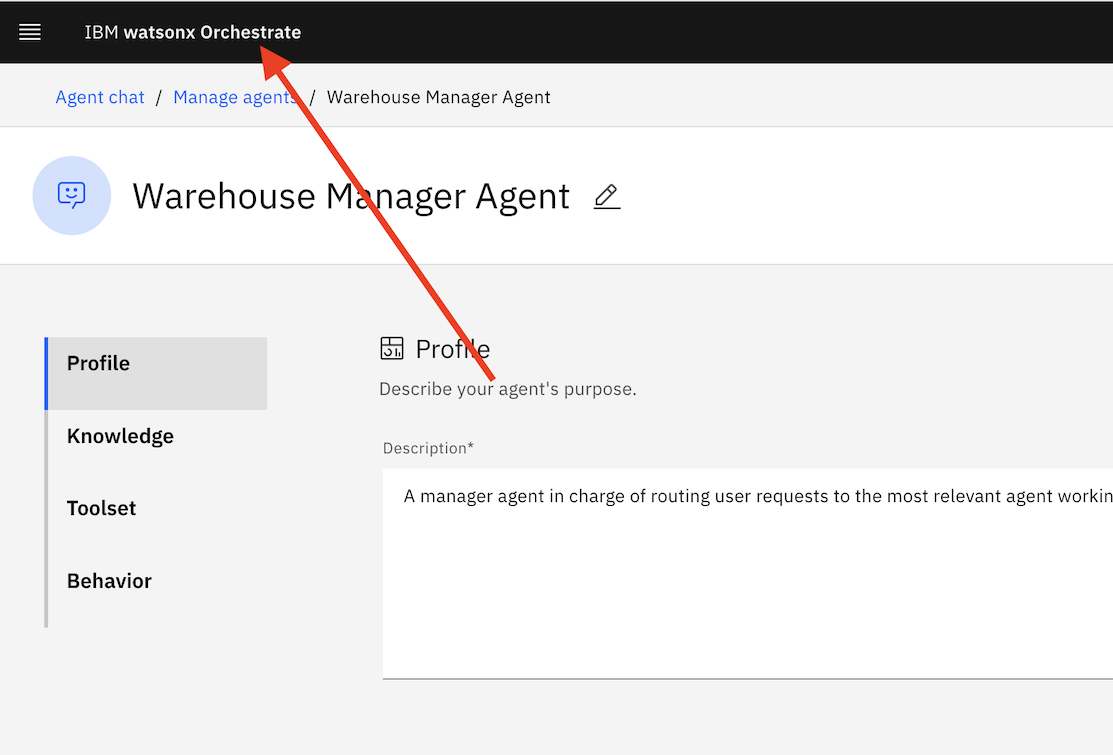 IBM watsonx Orchestrate
Agent chat / Manage agents / Warehouse Manager Agent
Warehouse Manager Agent
Profile
Knowledge
Toolset
Behavior
Profile
Describe your agent's purpose.
Description*
A manager agent in charge of routing user requests to the most relevant agent workin